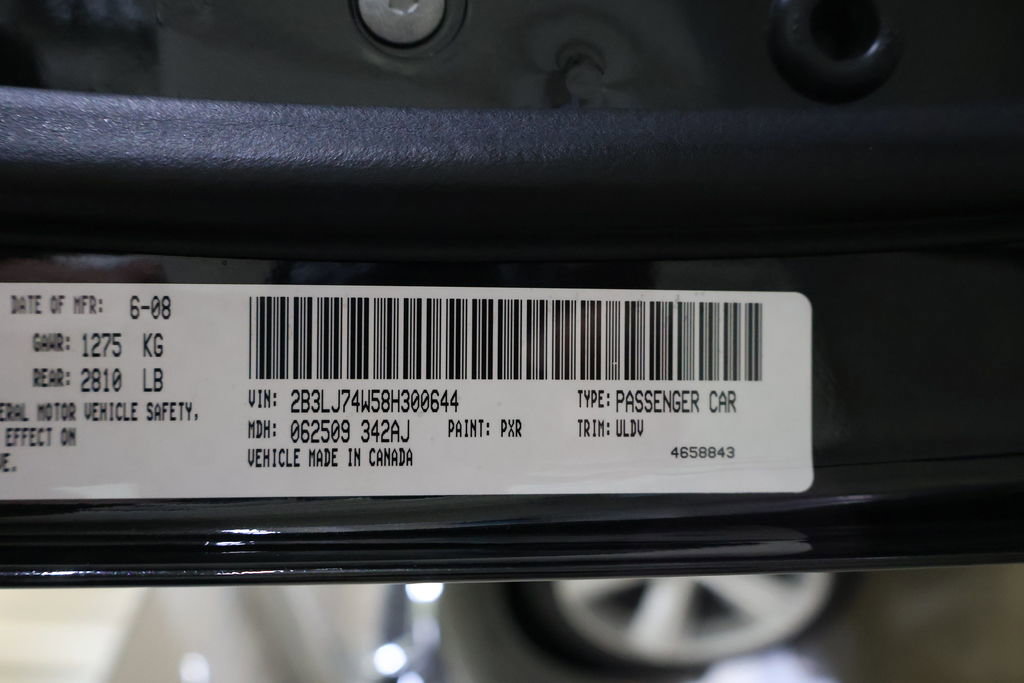 DATE OF MFR: 6-08
GAWR: 1275 KG
REAR: 2810 LB
ERAL MOTOR VEHICLE SAFETY,
EFFECT ON
VE.
VIN: 2B3LJ74W58H300644 TYPE: PASSENGER CAR
MDH: 062509 342AJ PAINT: PXR TRIM: ULDV
VEHICLE MADE IN CANADA
4658843